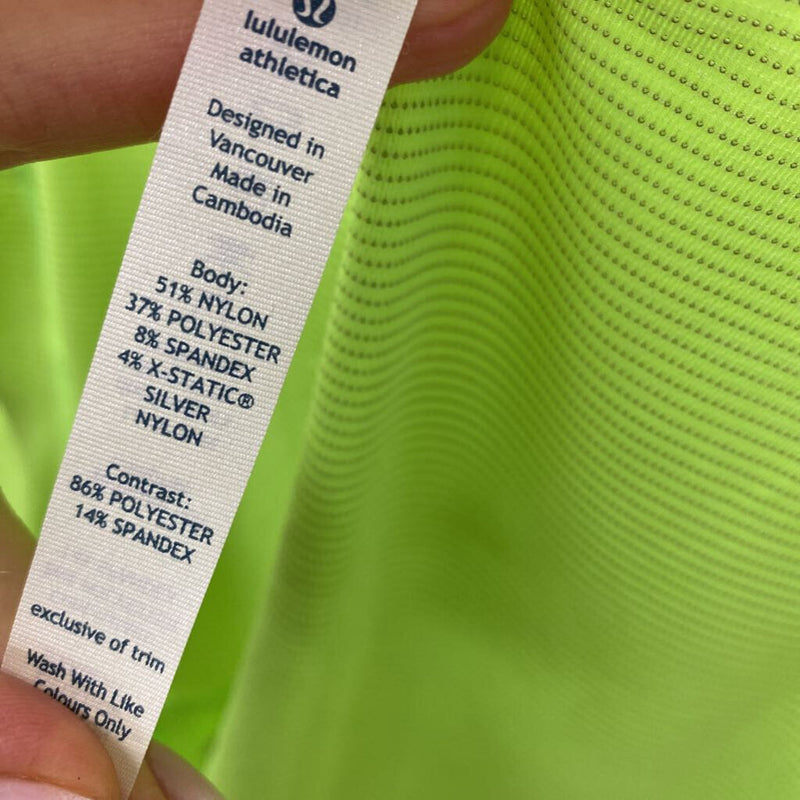 lululemon
athletica
Designed in
Vancouver
Made in
Cambodia
Body:
51% NYLON
37% POLYESTER
8% SPANDEX
4% X-STATIC®
SILVER
NYLON
Contrast:
86% POLYESTER
14% SPANDEX
exclusive of trim
Wash With Like
Colours Only